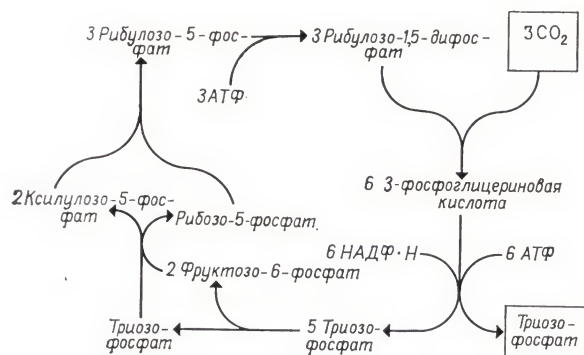 3 Рибулозо-5-фос-
фат
3 Рибулозо-1,5-дифос-
фат
3CO₂
3АТФ
2 Ксилулозо-5-фос-
фат
Рибозо-5-фосфат.
6 3-фосфоглицериновая
кислота
6 НАДФ·Н
6 АТФ
2 Фруктозо-6-фосфат
Триозо-
фосфат
5 Триозо-
фосфат
Триозо-
фосфат